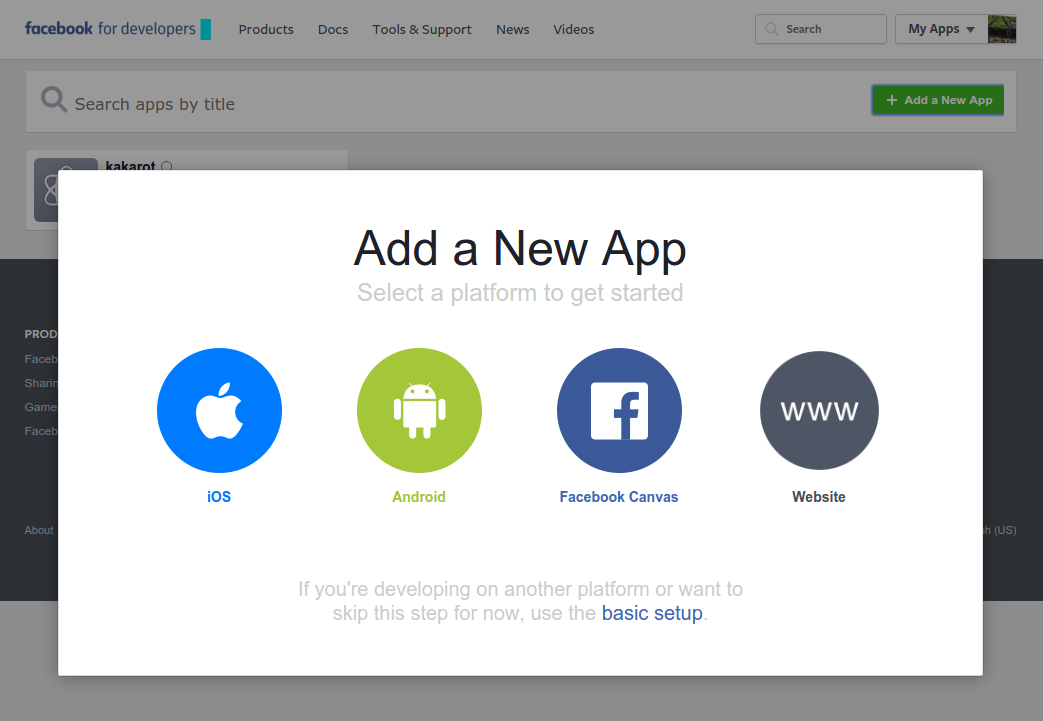 facebook for developers Products Docs Tools & Support News Videos Search My Apps
Search apps by title + Add a New App
kakarot
Add a New App
Select a platform to get started
PROD
Faceb
Sharin
Game
Faceb
www
iOS Android Facebook Canvas Website
About
sh (US)
If you're developing on another platform or want to
skip this step for now, use the basic setup.